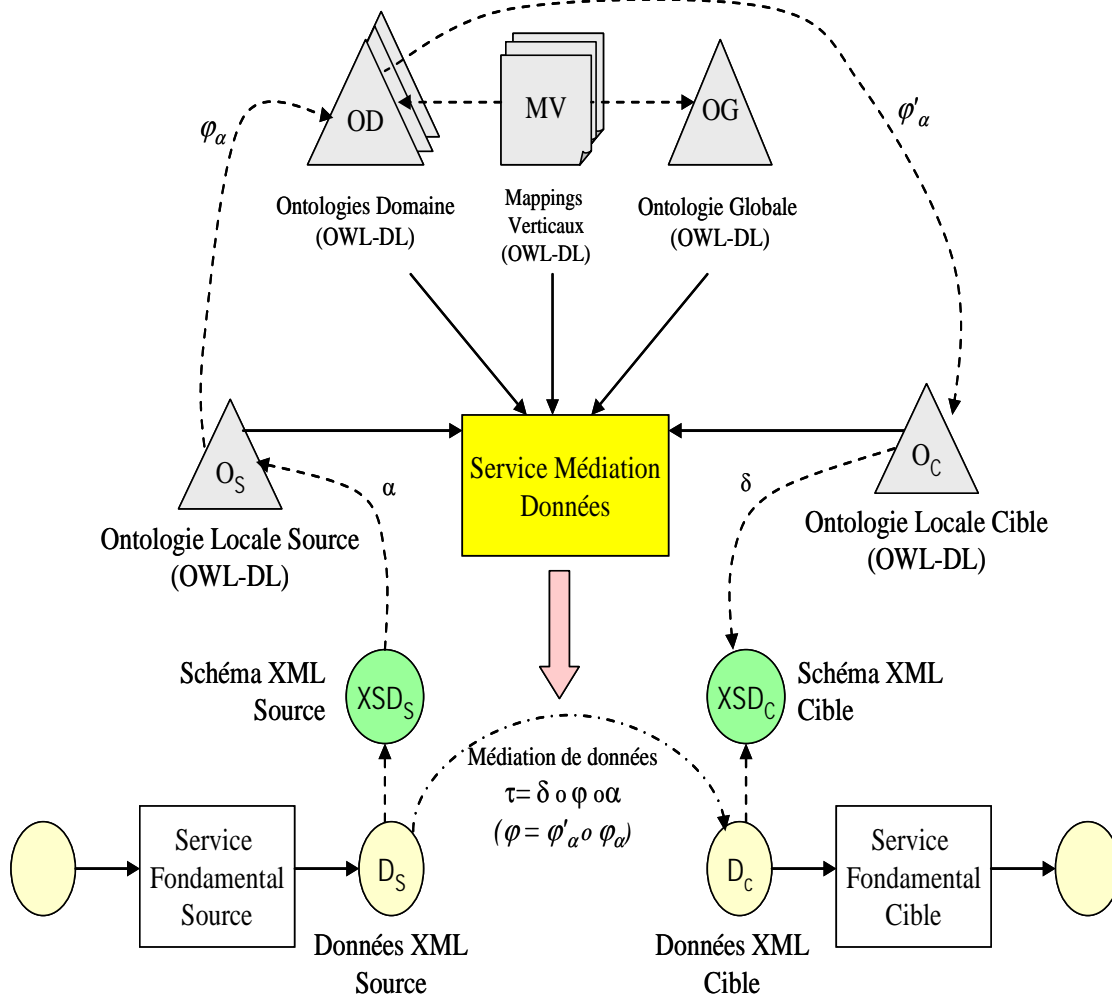 OD
MV
OG
φα
φ'α
Ontologies Domaine
(OWL-DL)
Mappings
Verticaux
(OWL-DL)
Ontologie Globale
(OWL-DL)
OS
α
Service Médiation
Données
δ
OC
Ontologie Locale Source
(OWL-DL)
Ontologie Locale Cible
(OWL-DL)
Schéma XML
Source
XSDS
XSDC
Schéma XML
Cible
Médiation de données
τ= δ o φ oα
(φ = φ'α o φα)
Service
Fondamental
Source
DS
Dc
Service
Fondamental
Cible
Données XML
Source
Données XML
Cible